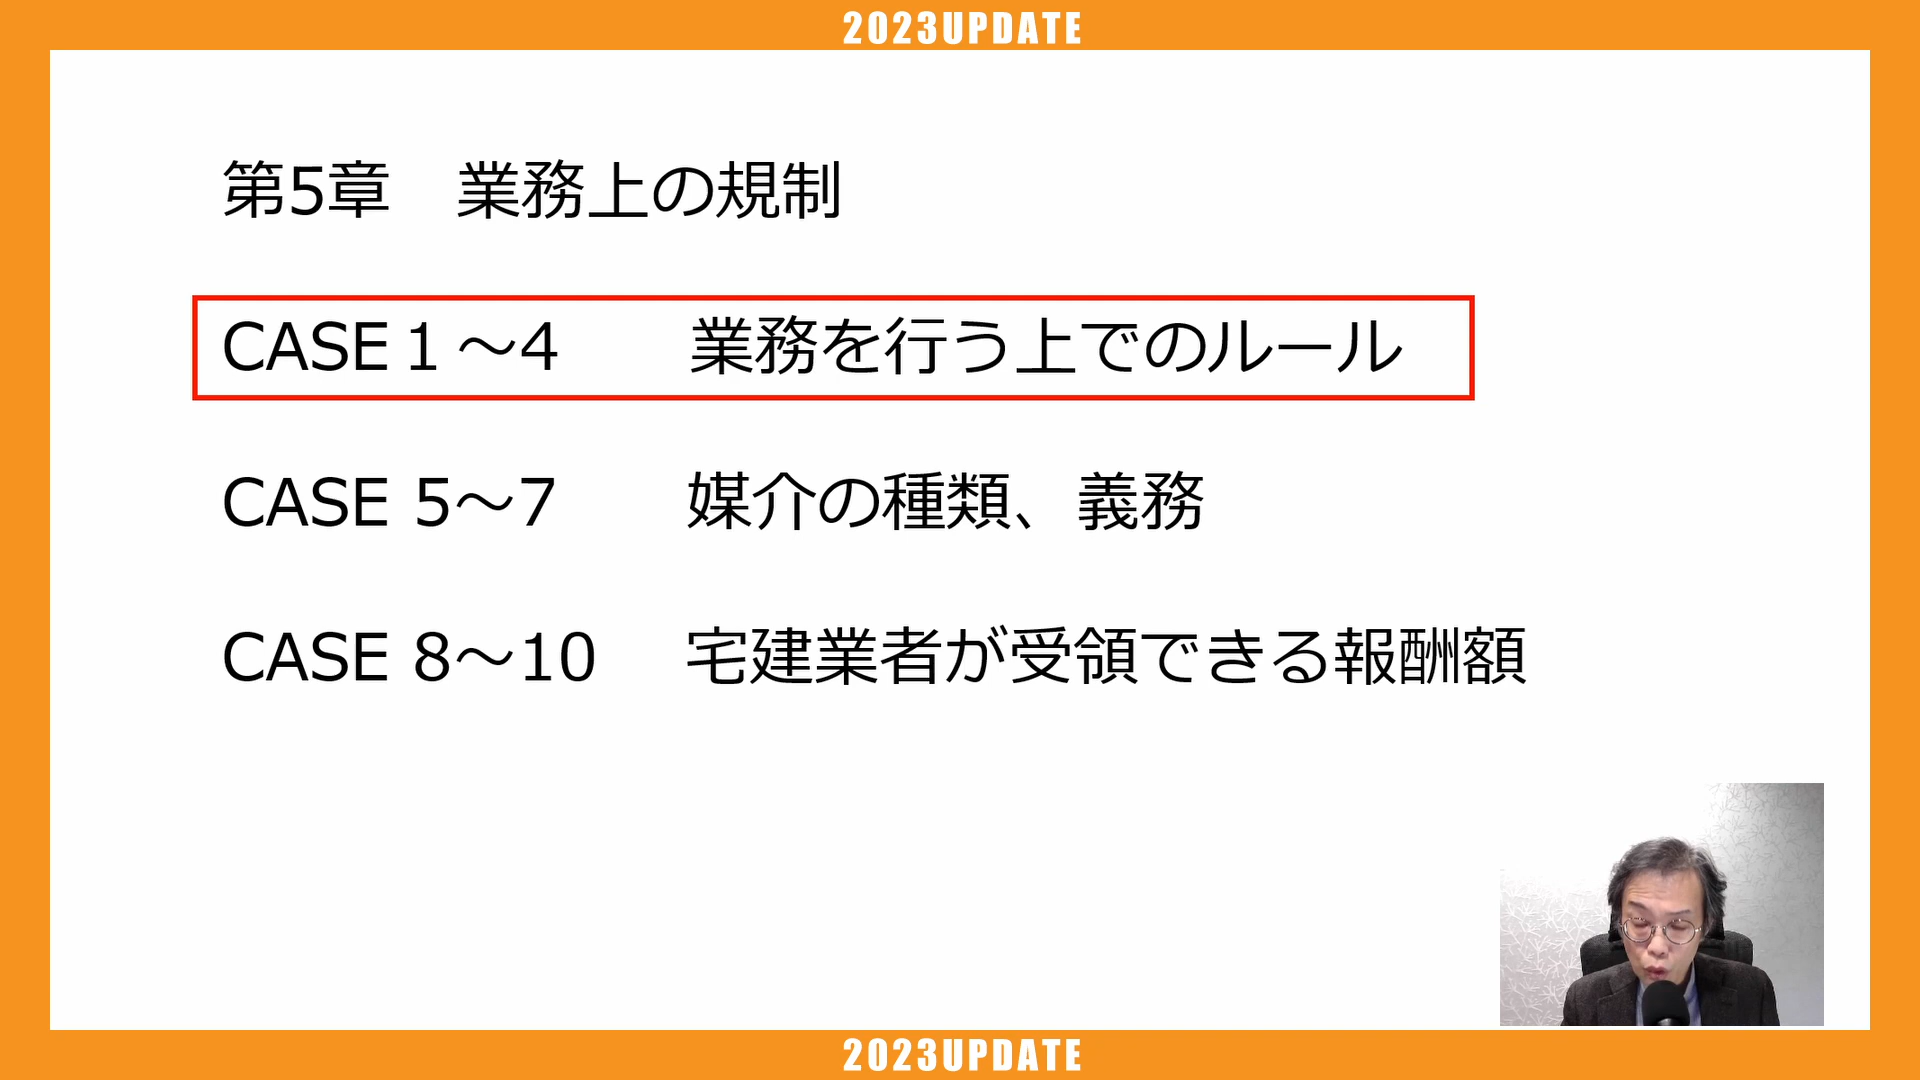 2023UPDATE
第5章　業務上の規制
CASE１～4　　業務を行う上でのルール
CASE 5～7　　媒介の種類、義務
CASE 8～10　 宅建業者が受領できる報酬額
2023UPDATE